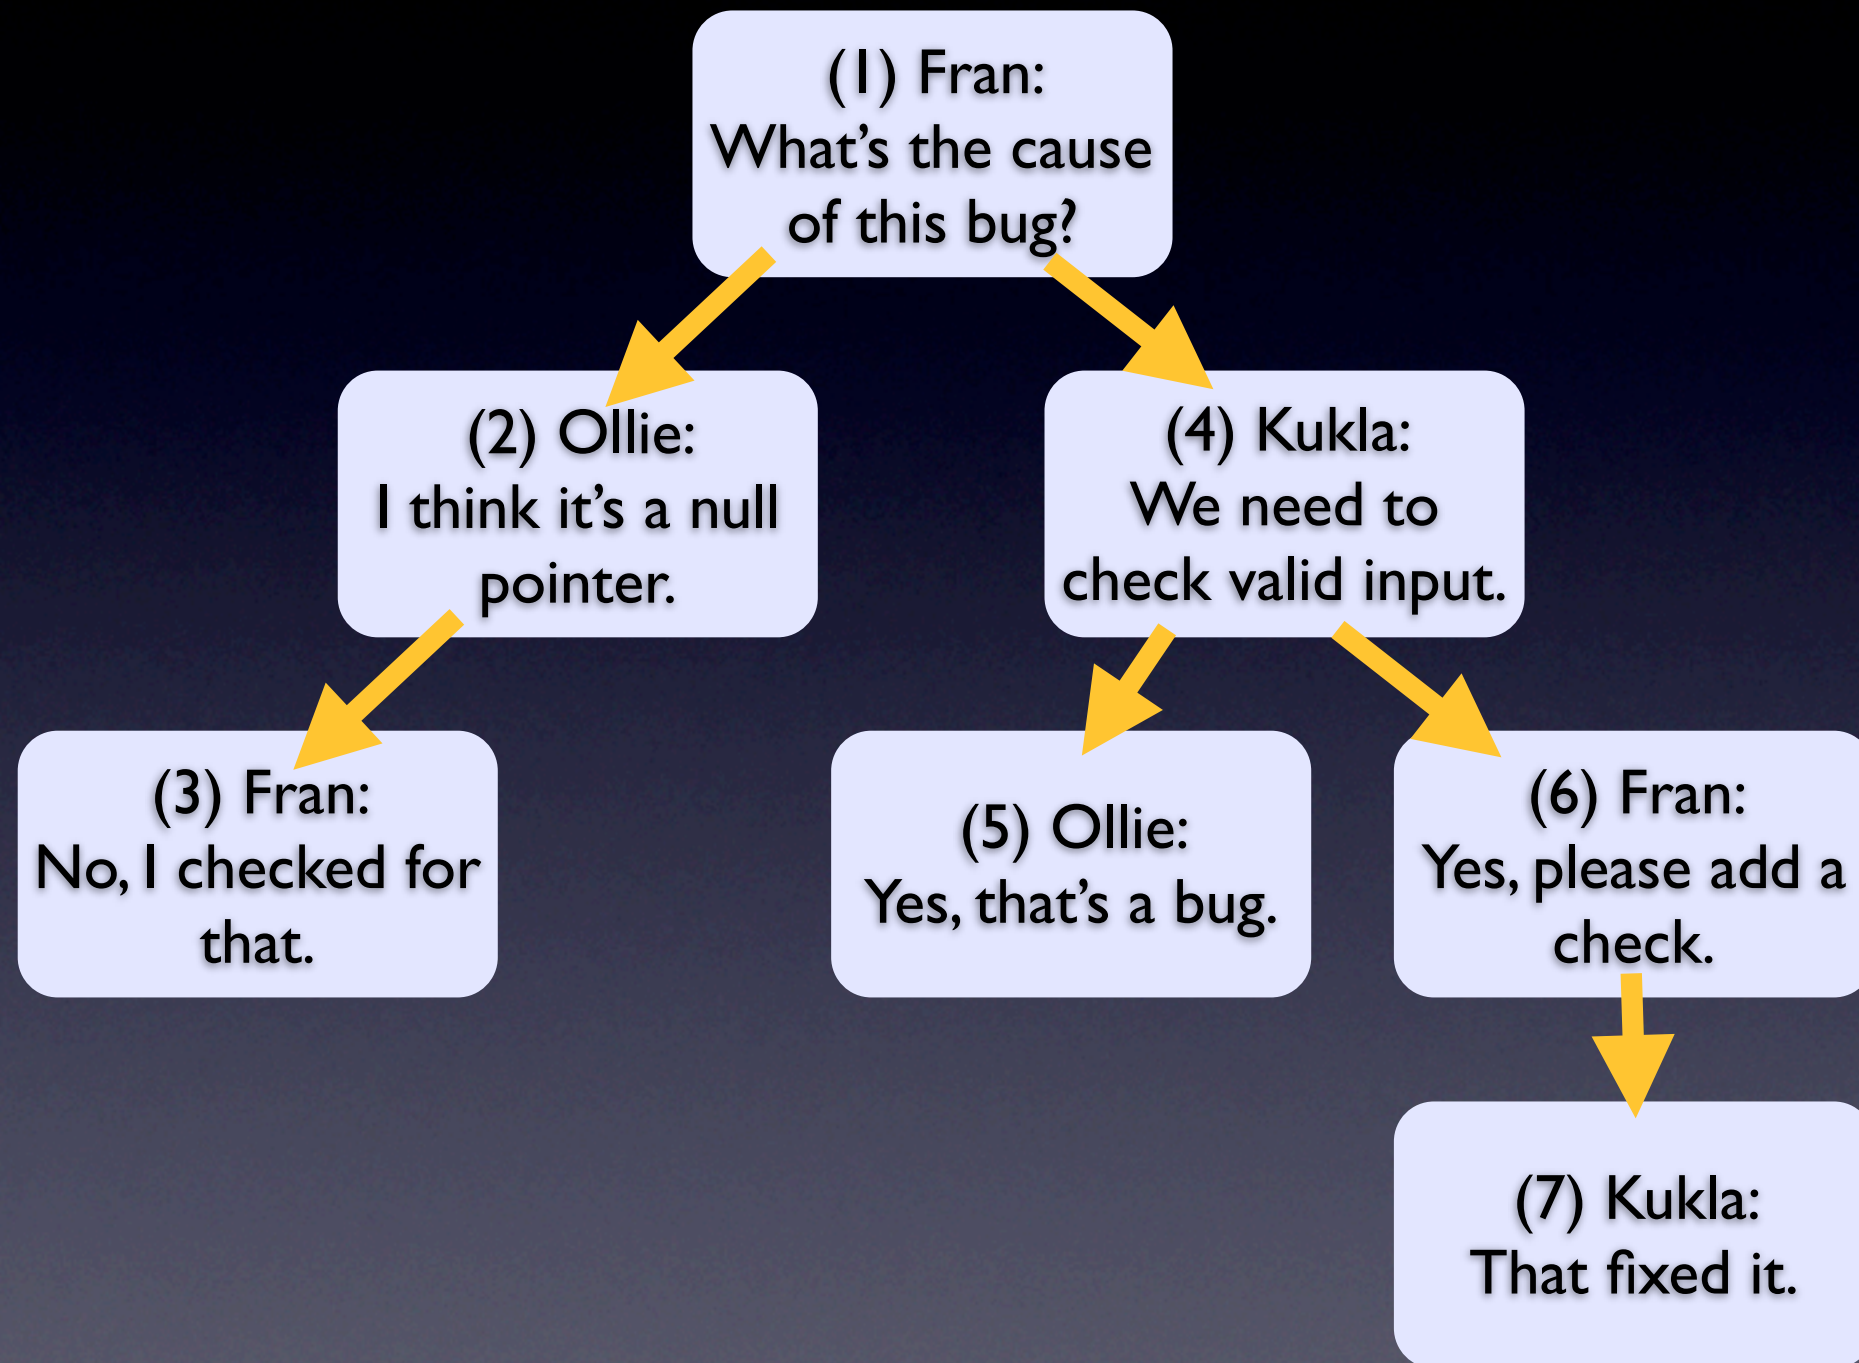 (1) Fran:
What’s the cause
of this bug?
(2) Ollie:
I think it’s a null
pointer.
(4) Kukla:
We need to
check valid input.
(3) Fran:
No, I checked for
that.
(5) Ollie:
Yes, that’s a bug.
(6) Fran:
Yes, please add a
check.
(7) Kukla:
That fixed it.